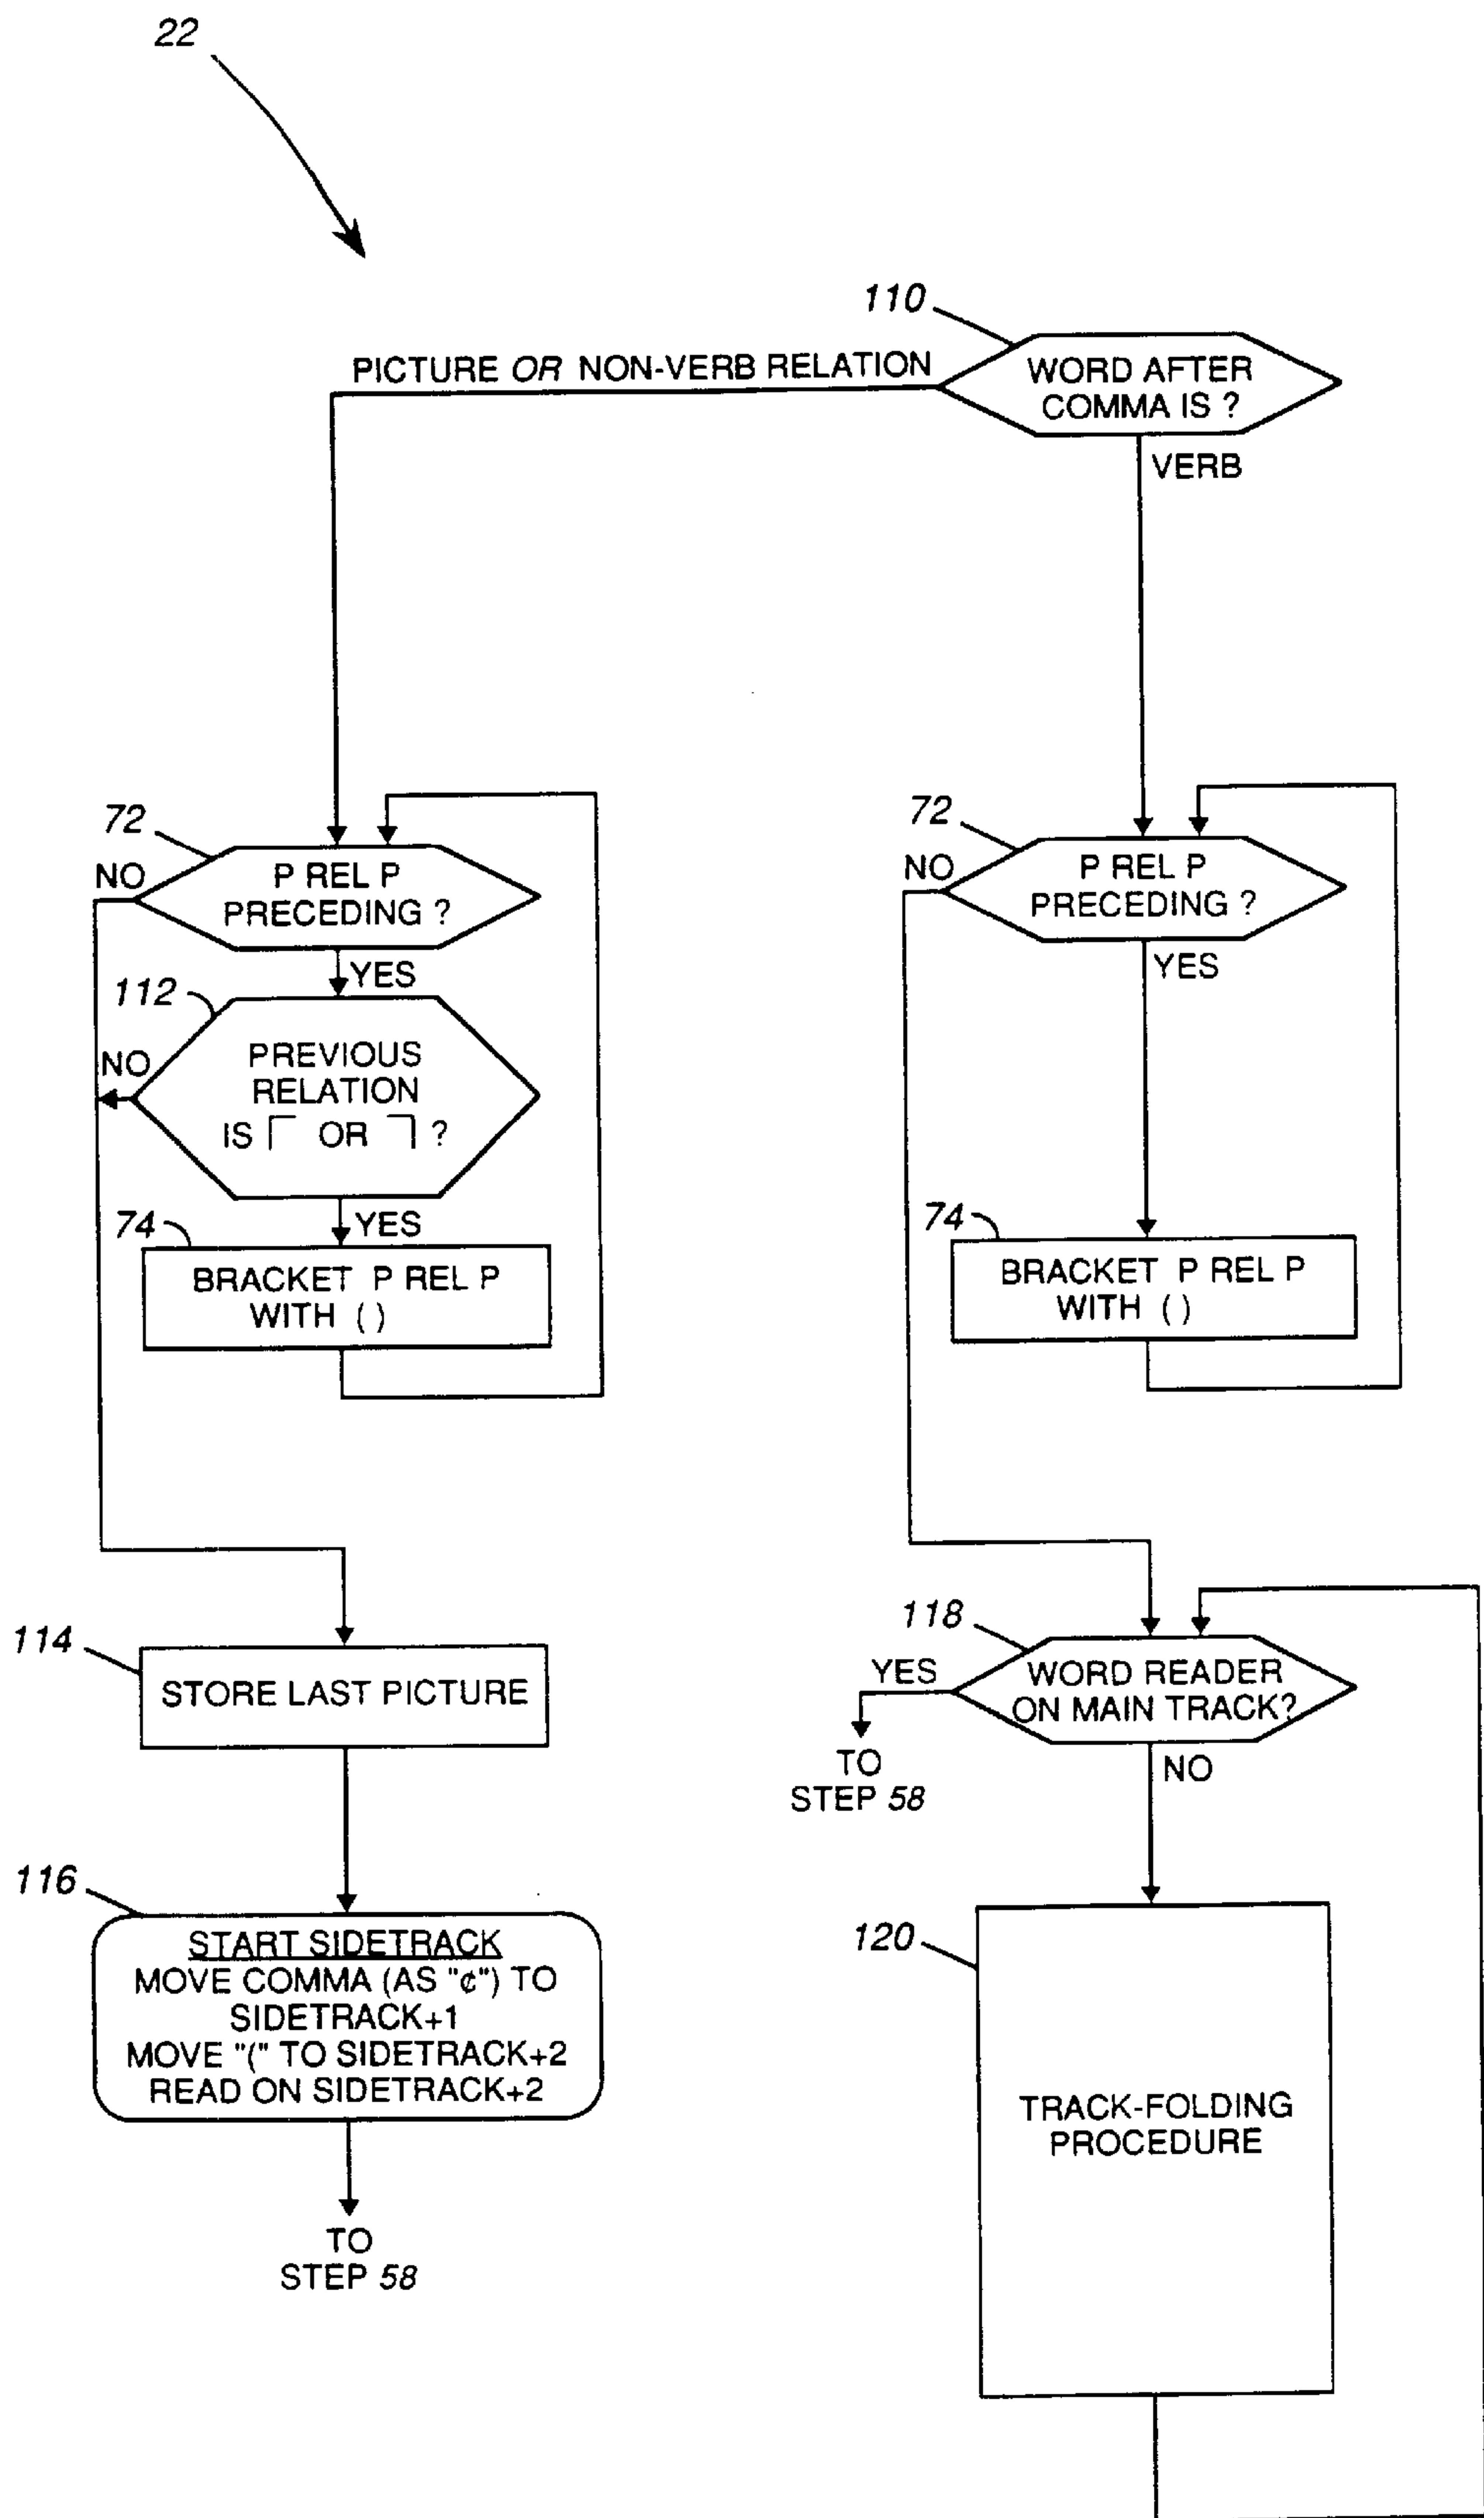 22
110
PICTURE OR NON-VERB RELATION
WORD AFTER
COMMA IS ?
VERB
72
NO
P REL P
PRECEDING ?
YES
112
NO
PREVIOUS
RELATION
IS ┌ OR ┐ ?
YES
74
BRACKET P REL P
WITH ( )
72
NO
P REL P
PRECEDING ?
YES
74
BRACKET P REL P
WITH ( )
114
STORE LAST PICTURE
116
START SIDETRACK
MOVE COMMA (AS "¢") TO
SIDETRACK+1
MOVE "(" TO SIDETRACK+2
READ ON SIDETRACK+2
TO
STEP 58
118
YES
WORD READER
ON MAIN TRACK?
TO
STEP 58
NO
120
TRACK-FOLDING
PROCEDURE